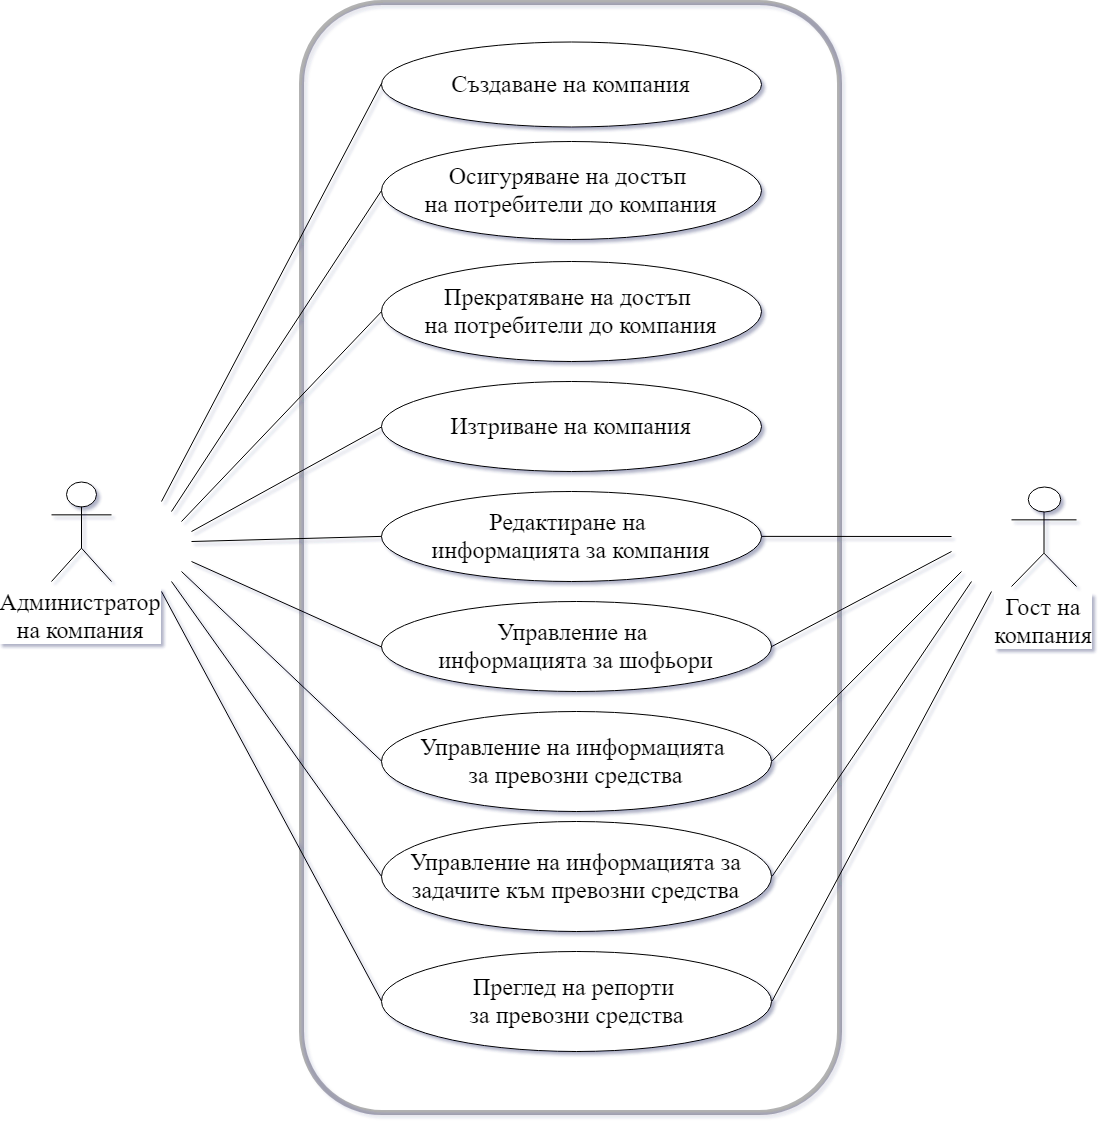 Създаване на компания
Осигуряване на достъп
на потребители до компания
Прекратяване на достъп
на потребители до компания
Изтриване на компания
Редактиране на
информацията за компания
Управление на
информацията за шофьори
Управление на информацията
за превозни средства
Управление на информацията за
задачите към превозни средства
Преглед на репорти
за превозни средства
Администратор
на компания
Гост на
компания